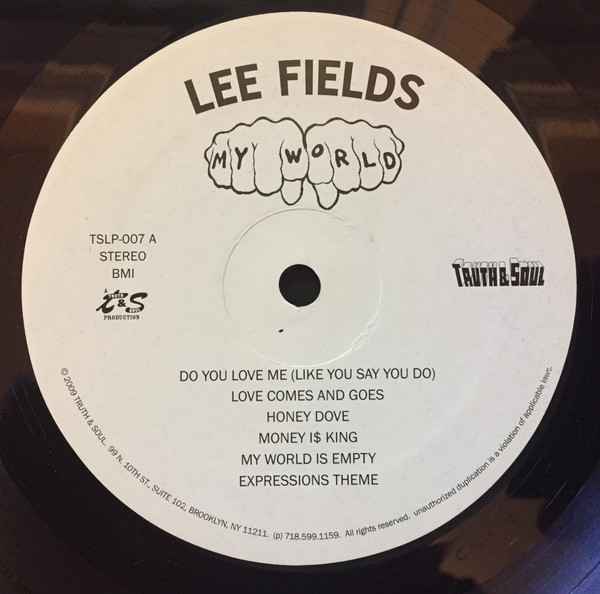 LEE FIELDS
MY WORLD
TSLP-007 A
STEREO
BMI
A
TRUTH
T&S
SOUL
PRODUCTION
TRUTH & SOUL
DO YOU LOVE ME (LIKE YOU SAY YOU DO)
LOVE COMES AND GOES
HONEY DOVE
MONEY I$ KING
MY WORLD IS EMPTY
EXPRESSIONS THEME
© 2009 TRUTH & SOUL. 99 N. 10TH ST., SUITE 102, BROOKLYN, NY 11211. (p) 718.599.1159. All rights reserved. unauthorized duplication is a violation of applicable laws.